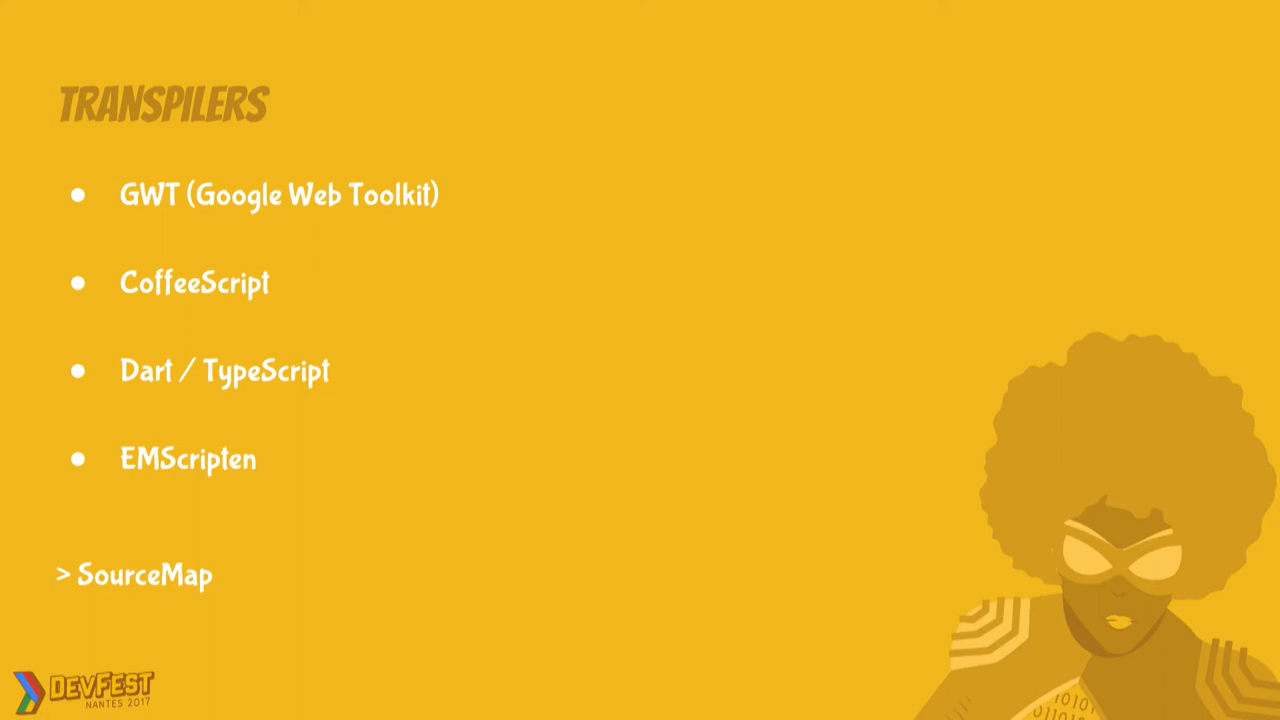 TRANSPILERS
● GWT (Google Web Toolkit)
● CoffeeScript
● Dart / TypeScript
● EMScripten
> SourceMap
DEVFEST
NANTES 2017